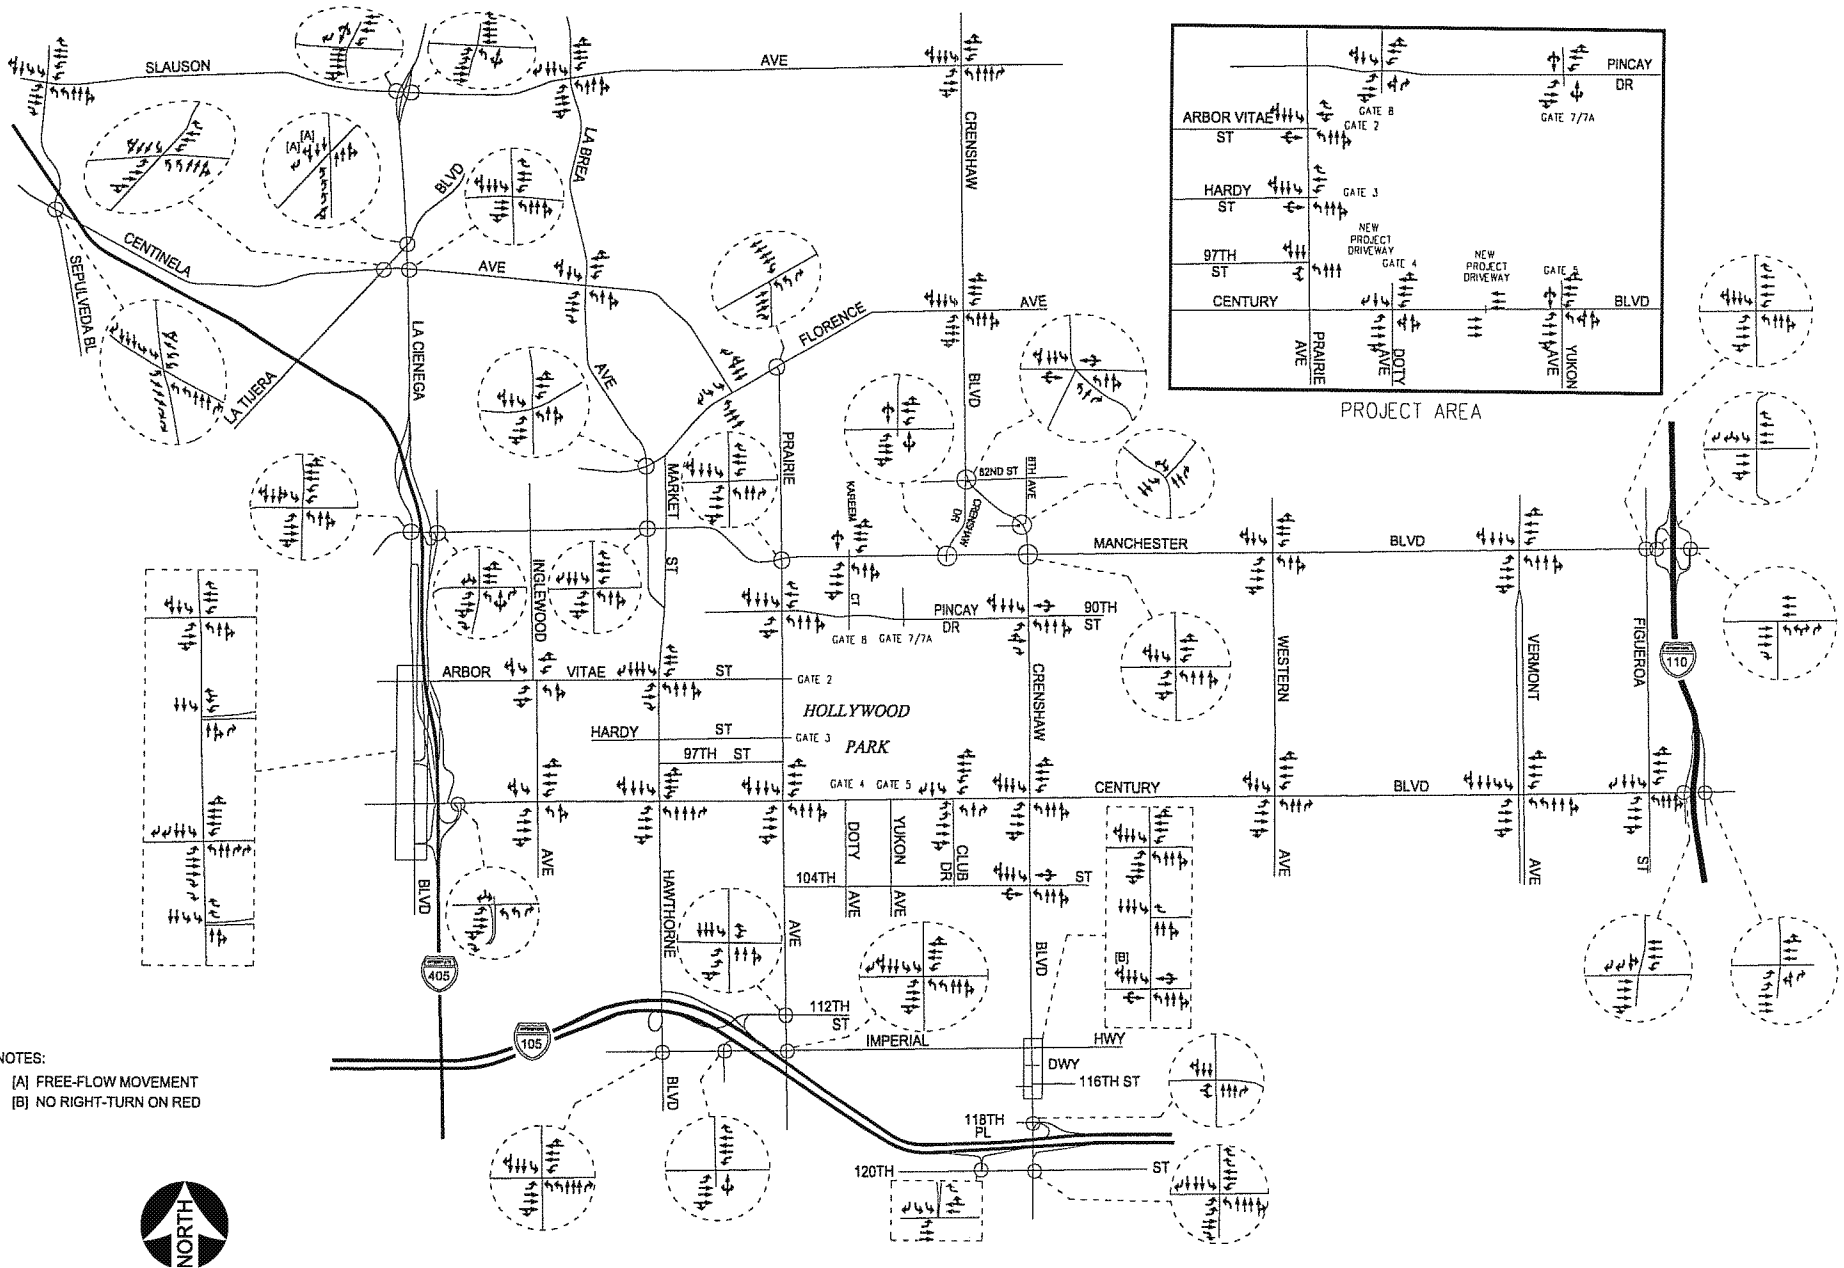 SLAUSON
AVE
CRENSHAW
LA BREA
BLVD
[A]
[A]
CENTINELA
AVE
SEPULVEDA BL
LA CIENEGA
LA TIJERA
AVE
FLORENCE
AVE
BLVD
PINCAY
DR
GATE 8
GATE 7/7A
ARBOR VITAE
ST
GATE 2
HARDY
ST
GATE 3
97TH
ST
NEW
PROJECT
DRIVEWAY
GATE 4
NEW
PROJECT
DRIVEWAY
GATE 5
CENTURY
BLVD
PRAIRIE
AVE
DOTY
AVE
YUKON
AVE
PROJECT AREA
MARKET
ST
PRAIRIE
KAREEM
CT
82ND ST
8TH AVE
CRENSHAW
DR
MANCHESTER
BLVD
INGLEWOOD
AVE
PINCAY
DR
90TH
ST
GATE 8
GATE 7/7A
ARBOR
VITAE
ST
GATE 2
HOLLYWOOD
PARK
HARDY
ST
GATE 3
97TH ST
GATE 4
GATE 5
CENTURY
BLVD
CRENSHAW
BLVD
WESTERN
AVE
VERMONT
AVE
FIGUEROA
ST
110
DOTY
AVE
YUKON
AVE
CLUB
DR
104TH
ST
BLVD
HAWTHORNE
BLVD
AVE
405
105
112TH
ST
IMPERIAL
HWY
[B]
DWY
116TH ST
118TH
PL
120TH
ST
NOTES:
[A] FREE-FLOW MOVEMENT
[B] NO RIGHT-TURN ON RED
NORTH